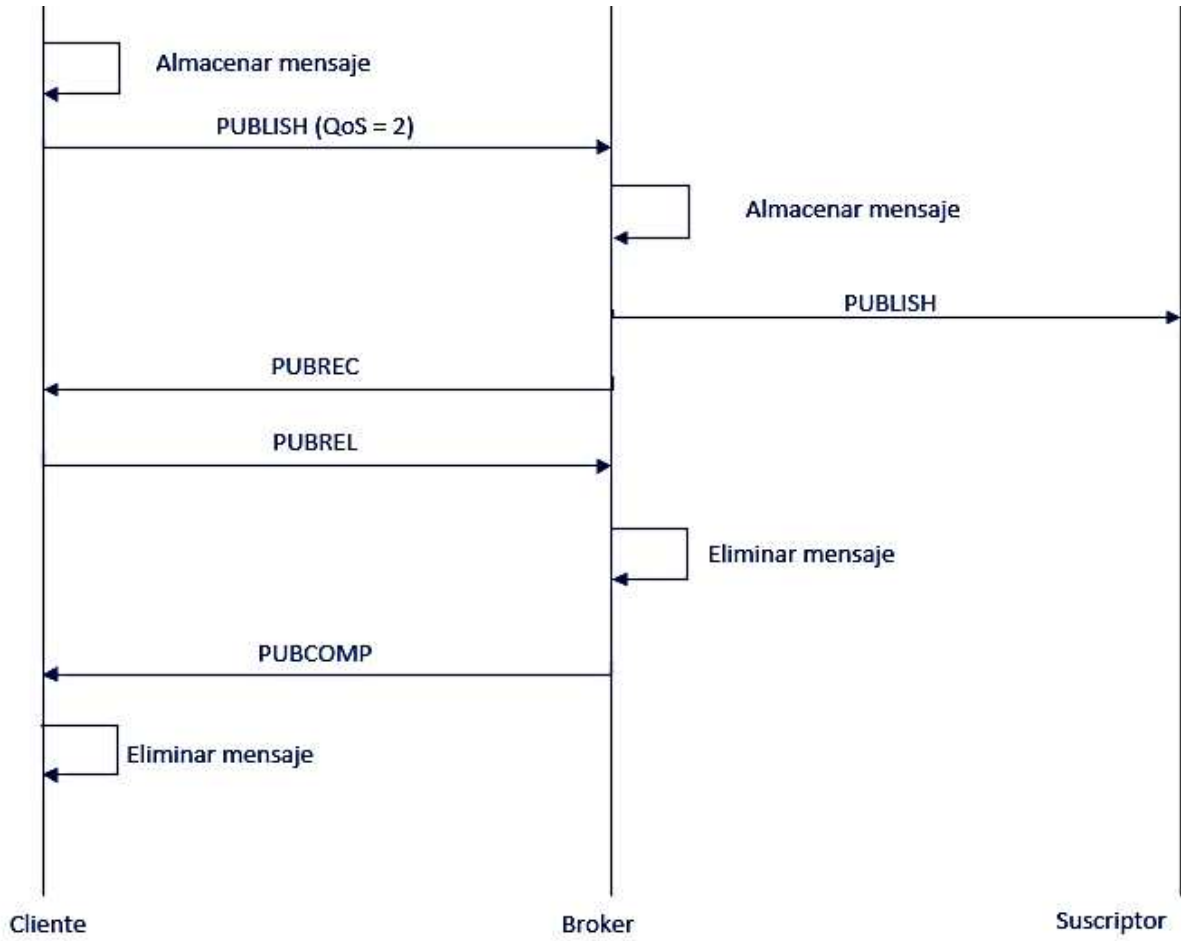 Almacenar mensaje
PUBLISH (QoS = 2)
Almacenar mensaje
PUBLISH
PUBREC
PUBREL
Eliminar mensaje
PUBCOMP
Eliminar mensaje
Cliente
Broker
Suscriptor